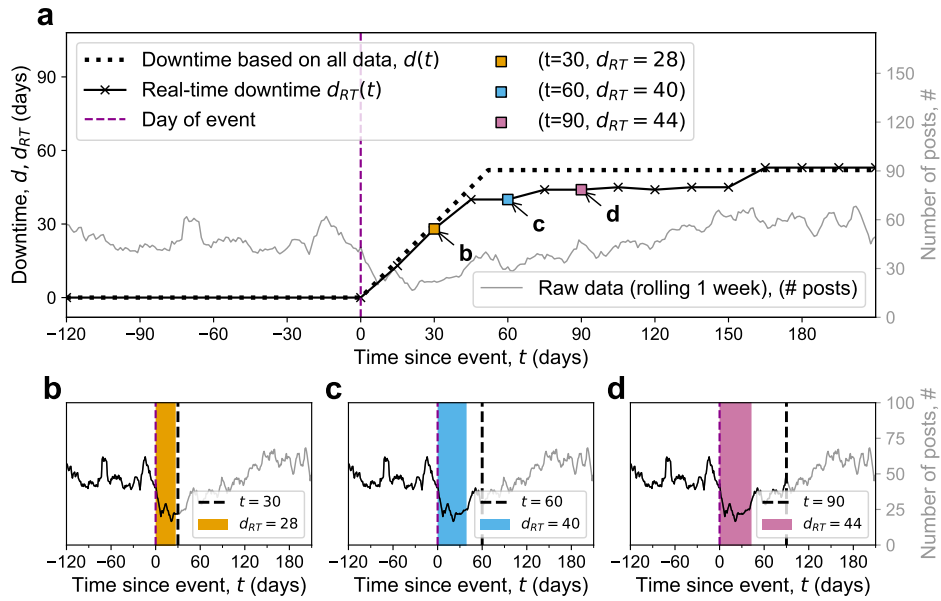 a
Downtime based on all data, d(t)
Real-time downtime d_RT(t)
Day of event
(t=30, d_RT = 28)
(t=60, d_RT = 40)
(t=90, d_RT = 44)
Downtime, d, d_RT (days)
90
60
30
0
Number of posts, #
150
120
90
60
30
0
b
c
d
Raw data (rolling 1 week), (# posts)
−120 −90 −60 −30 0 30 60 90 120 150 180
Time since event, t (days)
b
t = 30
d_RT = 28
−120 −60 0 60 120 180
Time since event, t (days)
c
t = 60
d_RT = 40
−120 −60 0 60 120 180
Time since event, t (days)
d
t = 90
d_RT = 44
−120 −60 0 60 120 180
Time since event, t (days)
100
75
50
25
0
Number of posts, #